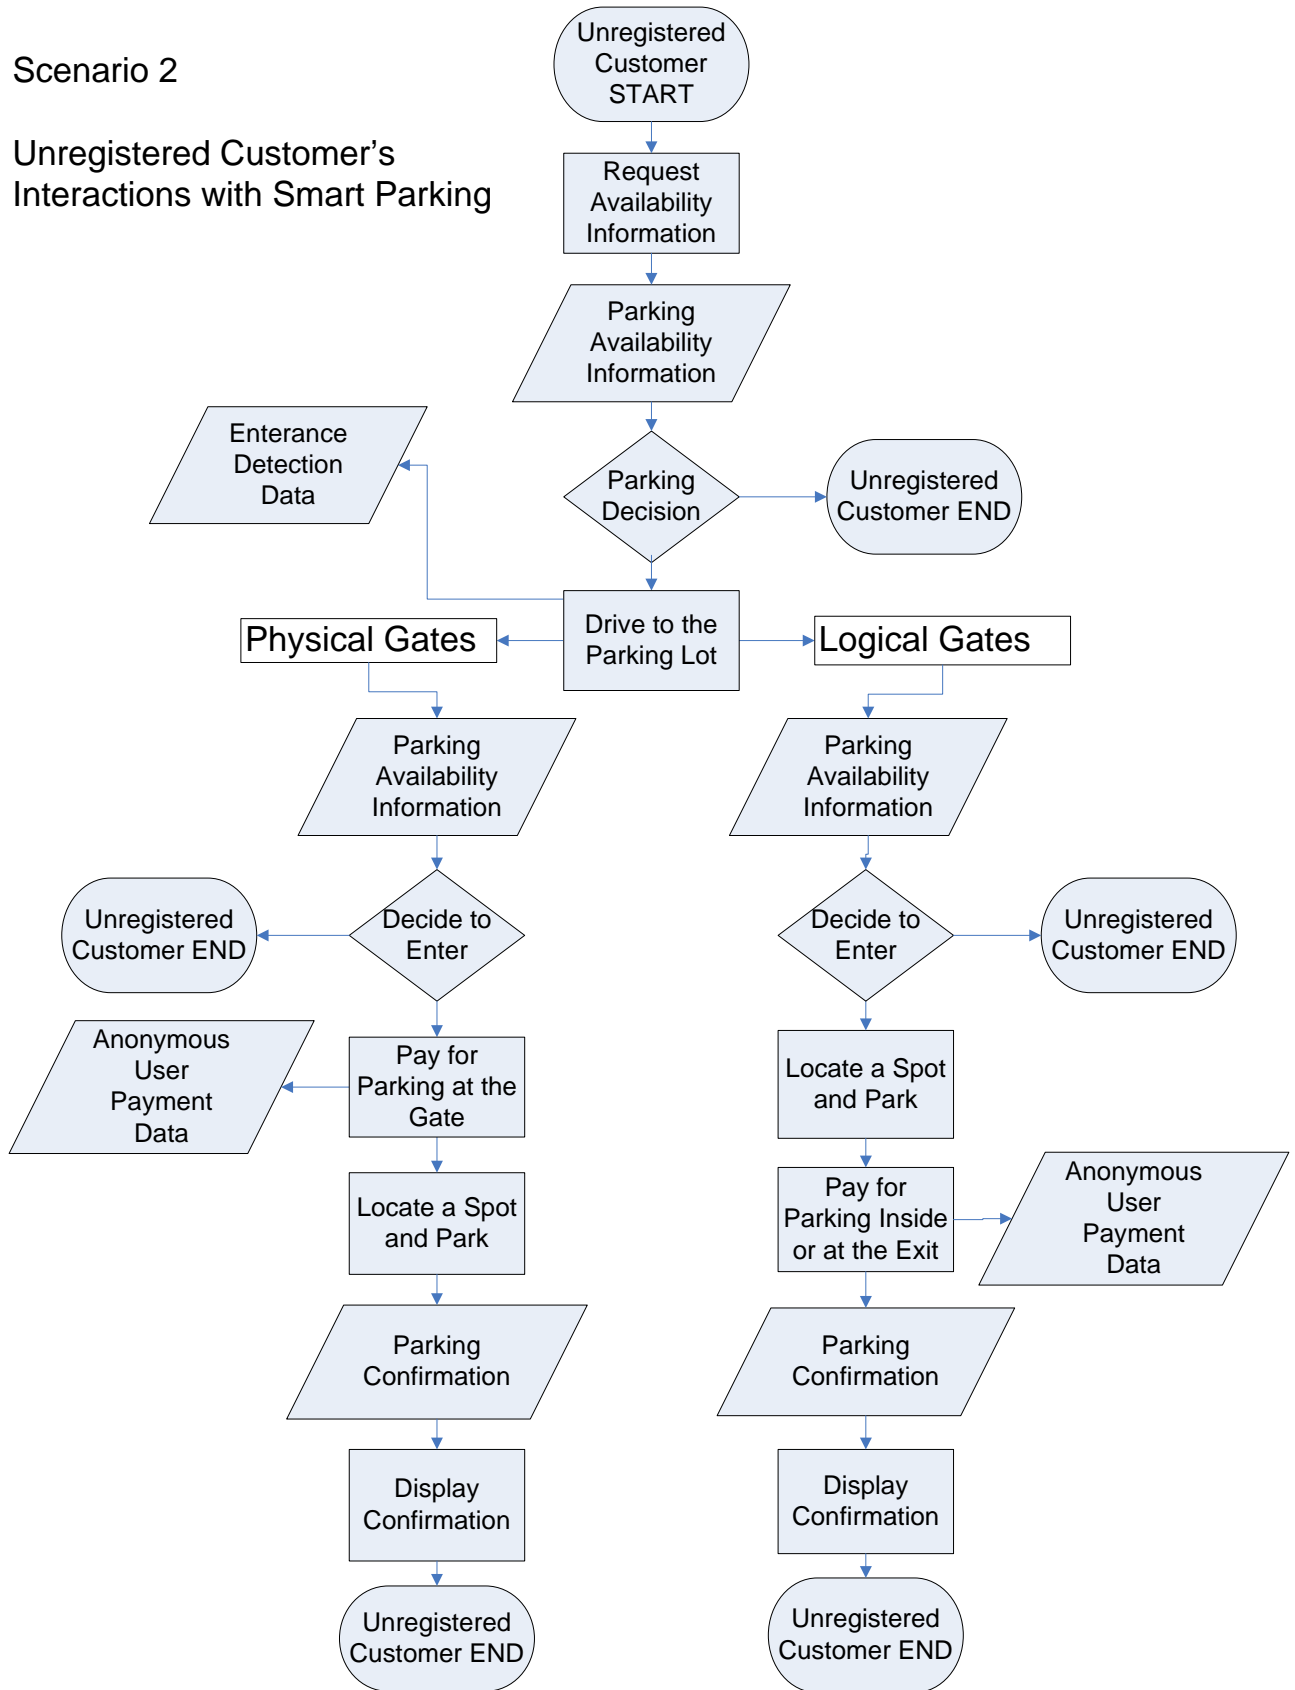 Scenario 2
Unregistered Customer's
Interactions with Smart Parking
Unregistered
Customer
START
Request
Availability
Information
Parking
Availability
Information
Enterance
Detection
Data
Parking
Decision
Unregistered
Customer END
Drive to the
Parking Lot
Physical Gates
Logical Gates
Parking
Availability
Information
Parking
Availability
Information
Unregistered
Customer END
Decide to
Enter
Decide to
Enter
Unregistered
Customer END
Anonymous
User
Payment
Data
Pay for
Parking at the
Gate
Locate a Spot
and Park
Locate a Spot
and Park
Pay for
Parking Inside
or at the Exit
Anonymous
User
Payment
Data
Parking
Confirmation
Parking
Confirmation
Display
Confirmation
Display
Confirmation
Unregistered
Customer END
Unregistered
Customer END